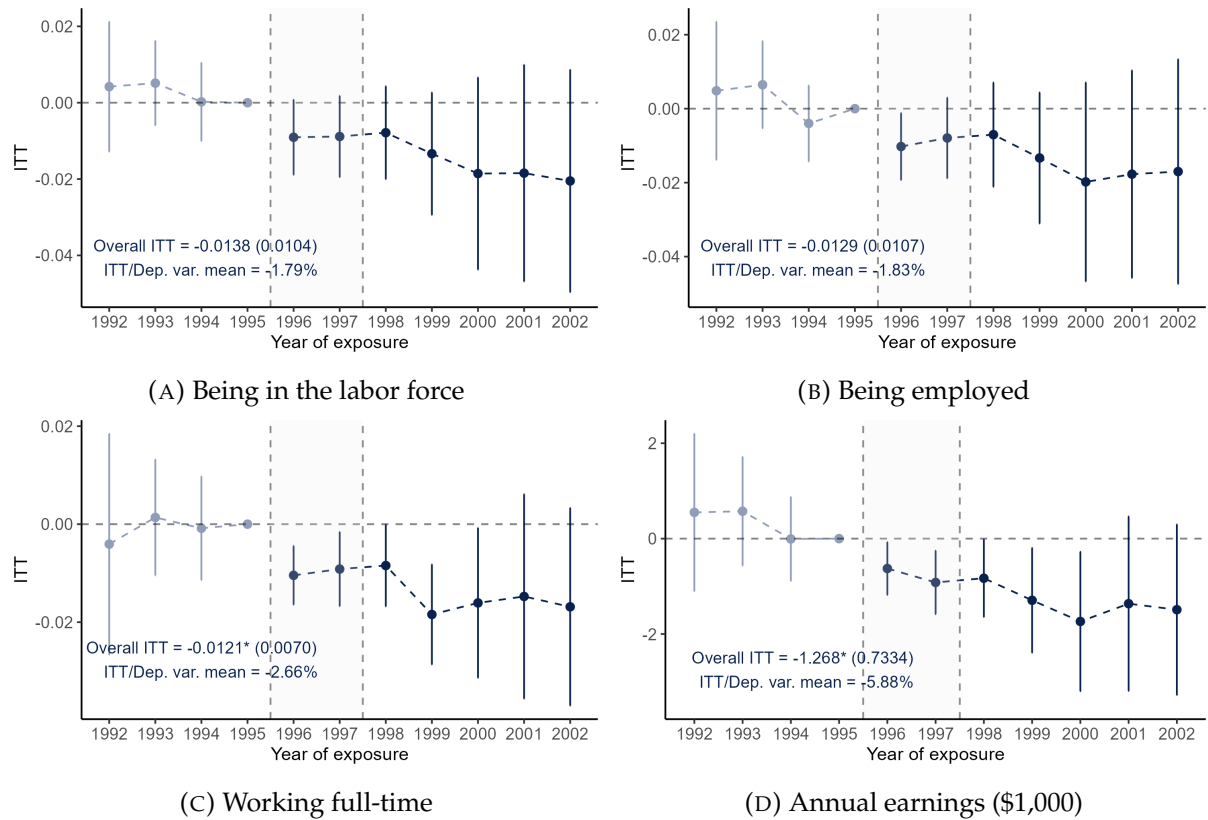 0.02
0.00
-0.02
-0.04
ITT
Overall ITT = -0.0138 (0.0104)
ITT/Dep. var. mean = -1.79%
1992 1993 1994 1995 1996 1997 1998 1999 2000 2001 2002
Year of exposure
(A) Being in the labor force
0.02
0.00
-0.02
-0.04
ITT
Overall ITT = -0.0129 (0.0107)
ITT/Dep. var. mean = -1.83%
1992 1993 1994 1995 1996 1997 1998 1999 2000 2001 2002
Year of exposure
(B) Being employed
0.02
0.00
-0.02
ITT
Overall ITT = -0.0121* (0.0070)
ITT/Dep. var. mean = -2.66%
1992 1993 1994 1995 1996 1997 1998 1999 2000 2001 2002
Year of exposure
(C) Working full-time
2
0
-2
ITT
Overall ITT = -1.268* (0.7334)
ITT/Dep. var. mean = -5.88%
1992 1993 1994 1995 1996 1997 1998 1999 2000 2001 2002
Year of exposure
(D) Annual earnings ($1,000)